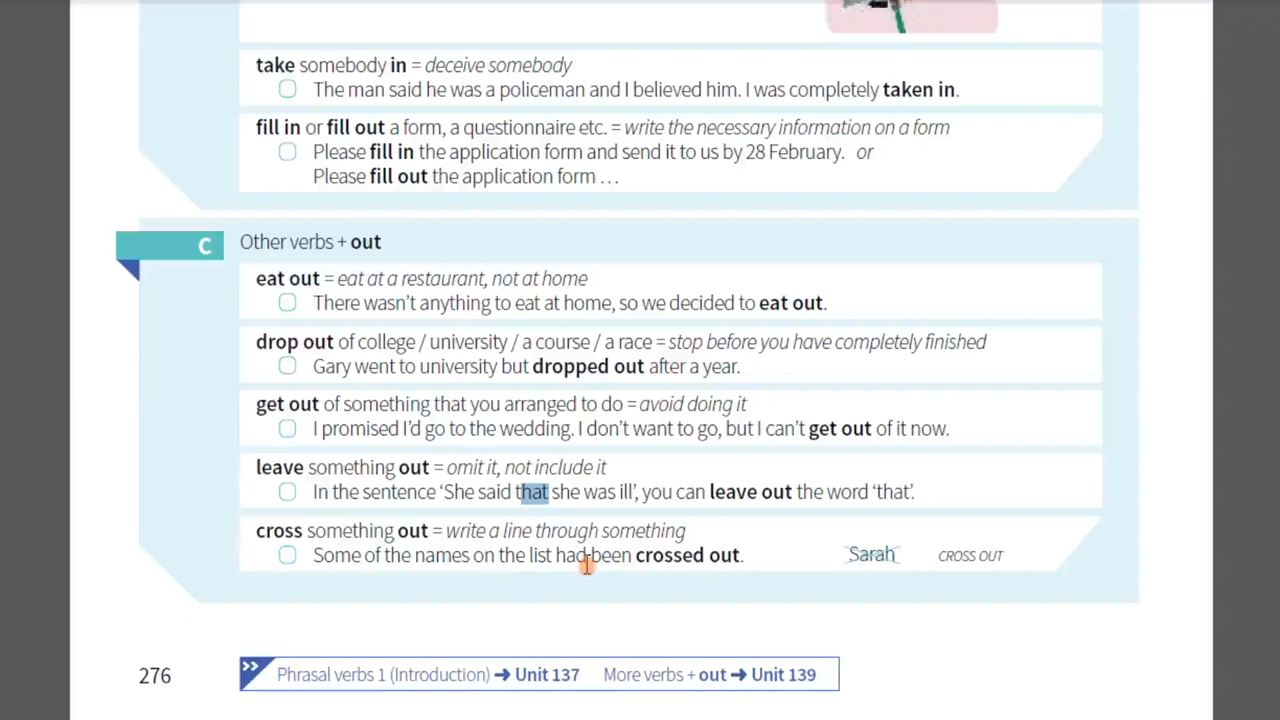 take somebody in = deceive somebody
The man said he was a policeman and I believed him. I was completely taken in.
fill in or fill out a form, a questionnaire etc. = write the necessary information on a form
Please fill in the application form and send it to us by 28 February. or
Please fill out the application form …
C
Other verbs + out
eat out = eat at a restaurant, not at home
There wasn’t anything to eat at home, so we decided to eat out.
drop out of college / university / a course / a race = stop before you have completely finished
Gary went to university but dropped out after a year.
get out of something that you arranged to do = avoid doing it
I promised I’d go to the wedding. I don’t want to go, but I can’t get out of it now.
leave something out = omit it, not include it
In the sentence ‘She said that she was ill’, you can leave out the word ‘that’.
cross something out = write a line through something
Some of the names on the list had been crossed out. Sarah CROSS OUT
276
Phrasal verbs 1 (Introduction) ➜ Unit 137 More verbs + out ➜ Unit 139